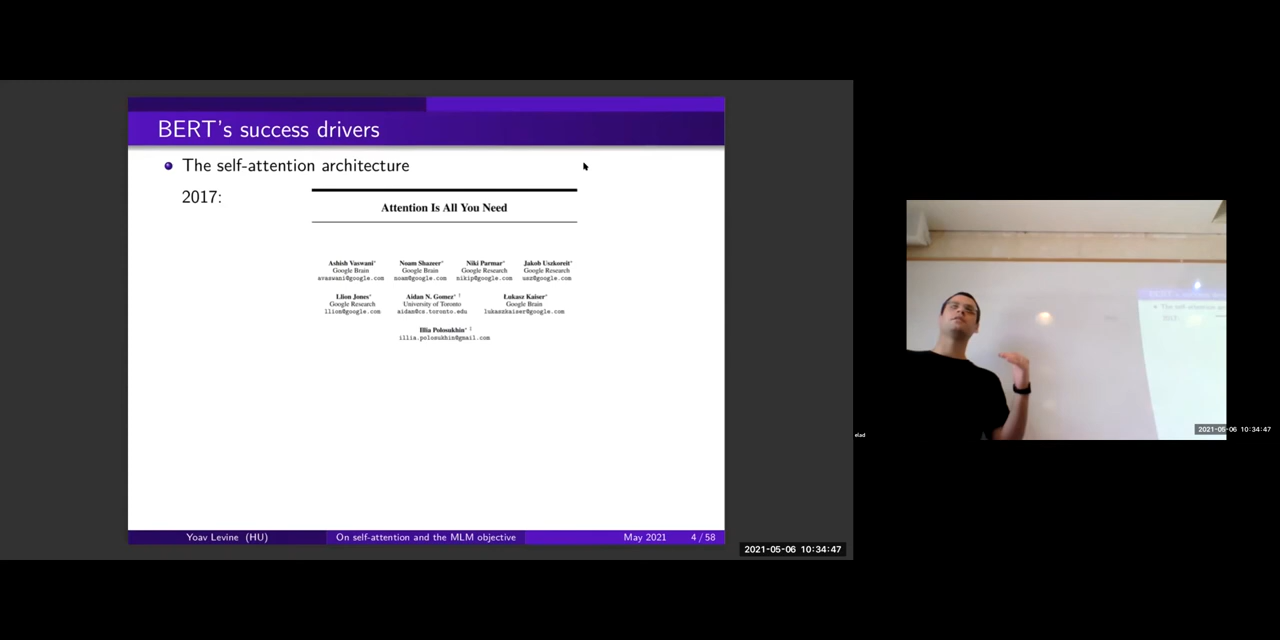 BERT's success drivers
The self-attention architecture
2017:
Attention Is All You Need
Ashish Vaswani* Noam Shazeer* Niki Parmar* Jakob Uszkoreit*
Google Brain Google Brain Google Research Google Research
avaswani@google.com noam@google.com nikip@google.com usz@google.com
Llion Jones* Aidan N. Gomez* † Łukasz Kaiser*
Google Research University of Toronto Google Brain
llion@google.com aidan@cs.toronto.edu lukaszkaiser@google.com
Illia Polosukhin* ‡
illia.polosukhin@gmail.com
Yoav Levine (HU) On self-attention and the MLM objective May 2021 4 / 58
2021-05-06 10:34:47
elad
2021-05-06 10:34:47